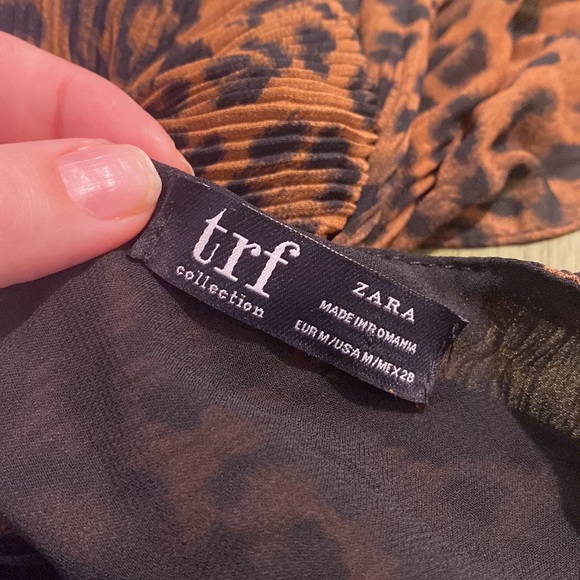 trf
collection
ZARA
MADE IN ROMANIA
EUR M/USA M/MEX 28